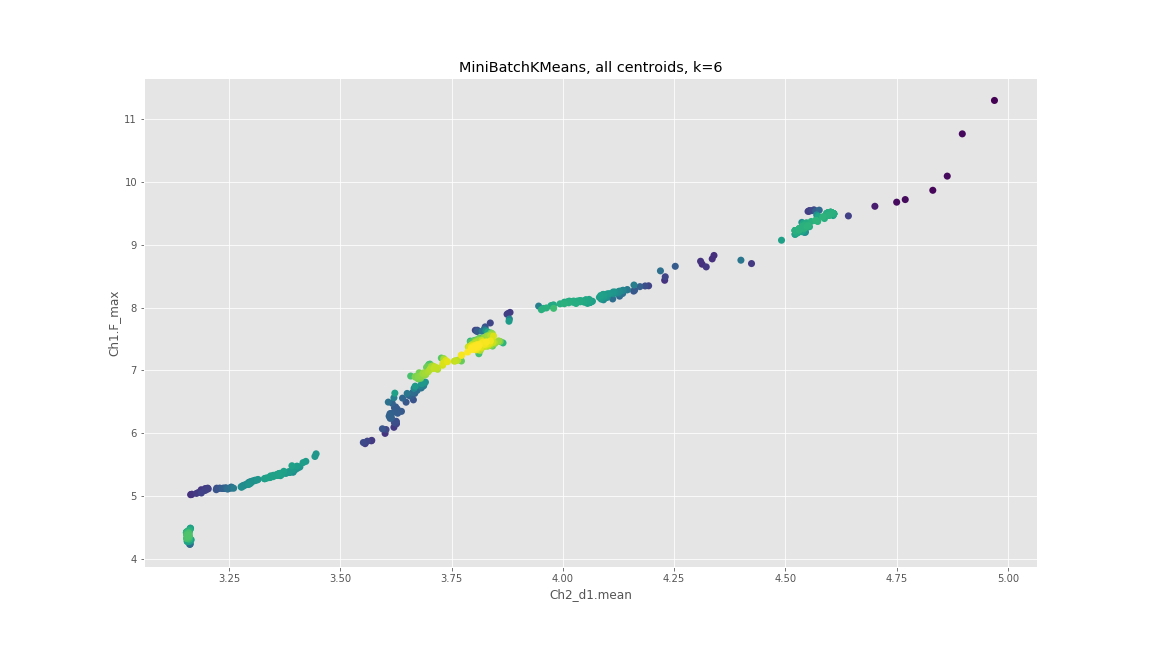 MiniBatchKMeans, all centroids, k=6
11
10
9
8
7
6
5
4
Ch1.F_max
3.25 3.50 3.75 4.00 4.25 4.50 4.75 5.00
Ch2_d1.mean